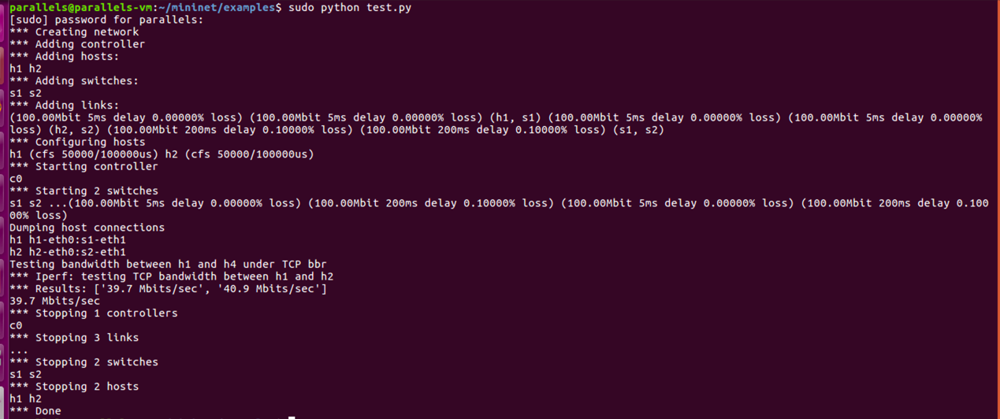 parallels@parallels-vm:~/mininet/examples$ sudo python test.py
[sudo] password for parallels:
*** Creating network
*** Adding controller
*** Adding hosts:
h1 h2
*** Adding switches:
s1 s2
*** Adding links:
(100.00Mbit 5ms delay 0.00000% loss) (100.00Mbit 5ms delay 0.00000% loss) (h1, s1) (100.00Mbit 5ms delay 0.00000% loss) (100.00Mbit 5ms delay 0.00000%
loss) (h2, s2) (100.00Mbit 200ms delay 0.10000% loss) (100.00Mbit 200ms delay 0.10000% loss) (s1, s2)
*** Configuring hosts
h1 (cfs 50000/100000us) h2 (cfs 50000/100000us)
*** Starting controller
c0
*** Starting 2 switches
s1 s2 ...(100.00Mbit 5ms delay 0.00000% loss) (100.00Mbit 200ms delay 0.10000% loss) (100.00Mbit 5ms delay 0.00000% loss) (100.00Mbit 200ms delay 0.100
00% loss)
Dumping host connections
h1 h1-eth0:s1-eth1
h2 h2-eth0:s2-eth1
Testing bandwidth between h1 and h4 under TCP bbr
*** Iperf: testing TCP bandwidth between h1 and h2
*** Results: ['39.7 Mbits/sec', '40.9 Mbits/sec']
39.7 Mbits/sec
*** Stopping 1 controllers
c0
*** Stopping 3 links
...
*** Stopping 2 switches
s1 s2
*** Stopping 2 hosts
h1 h2
*** Done